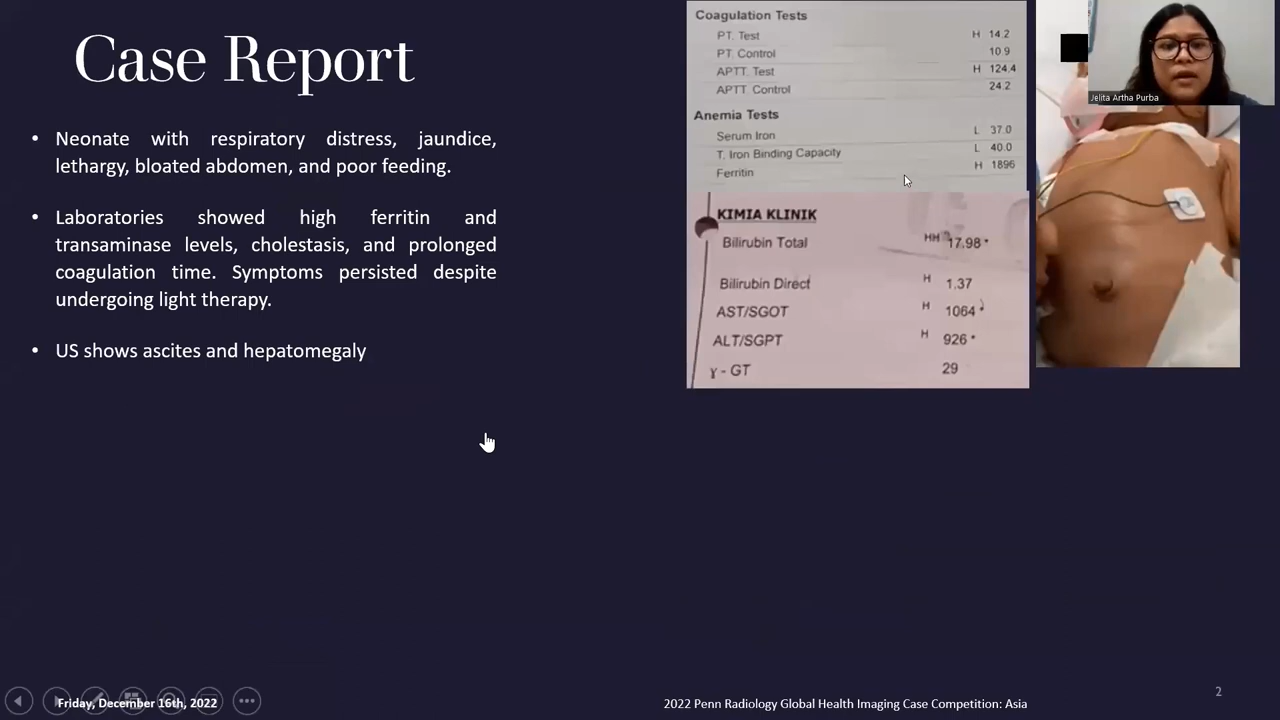 Case Report
• Neonate with respiratory distress, jaundice,
lethargy, bloated abdomen, and poor feeding.
• Laboratories showed high ferritin and
transaminase levels, cholestasis, and prolonged
coagulation time. Symptoms persisted despite
undergoing light therapy.
• US shows ascites and hepatomegaly
Coagulation Tests
PT. Test H 14.2
PT. Control 10.9
APTT. Test H 124.4
APTT. Control 24.2
Anemia Tests
Serum Iron L 37.0
T. Iron Binding Capacity L 40.0
Ferritin H 1896
KIMIA KLINIK
Bilirubin Total HH 17.98 *
Bilirubin Direct H 1.37
AST/SGOT H 1064 *
ALT/SGPT H 926 *
γ - GT 29
Jelita Artha Purba
Friday, December 16th, 2022
2022 Penn Radiology Global Health Imaging Case Competition: Asia
2